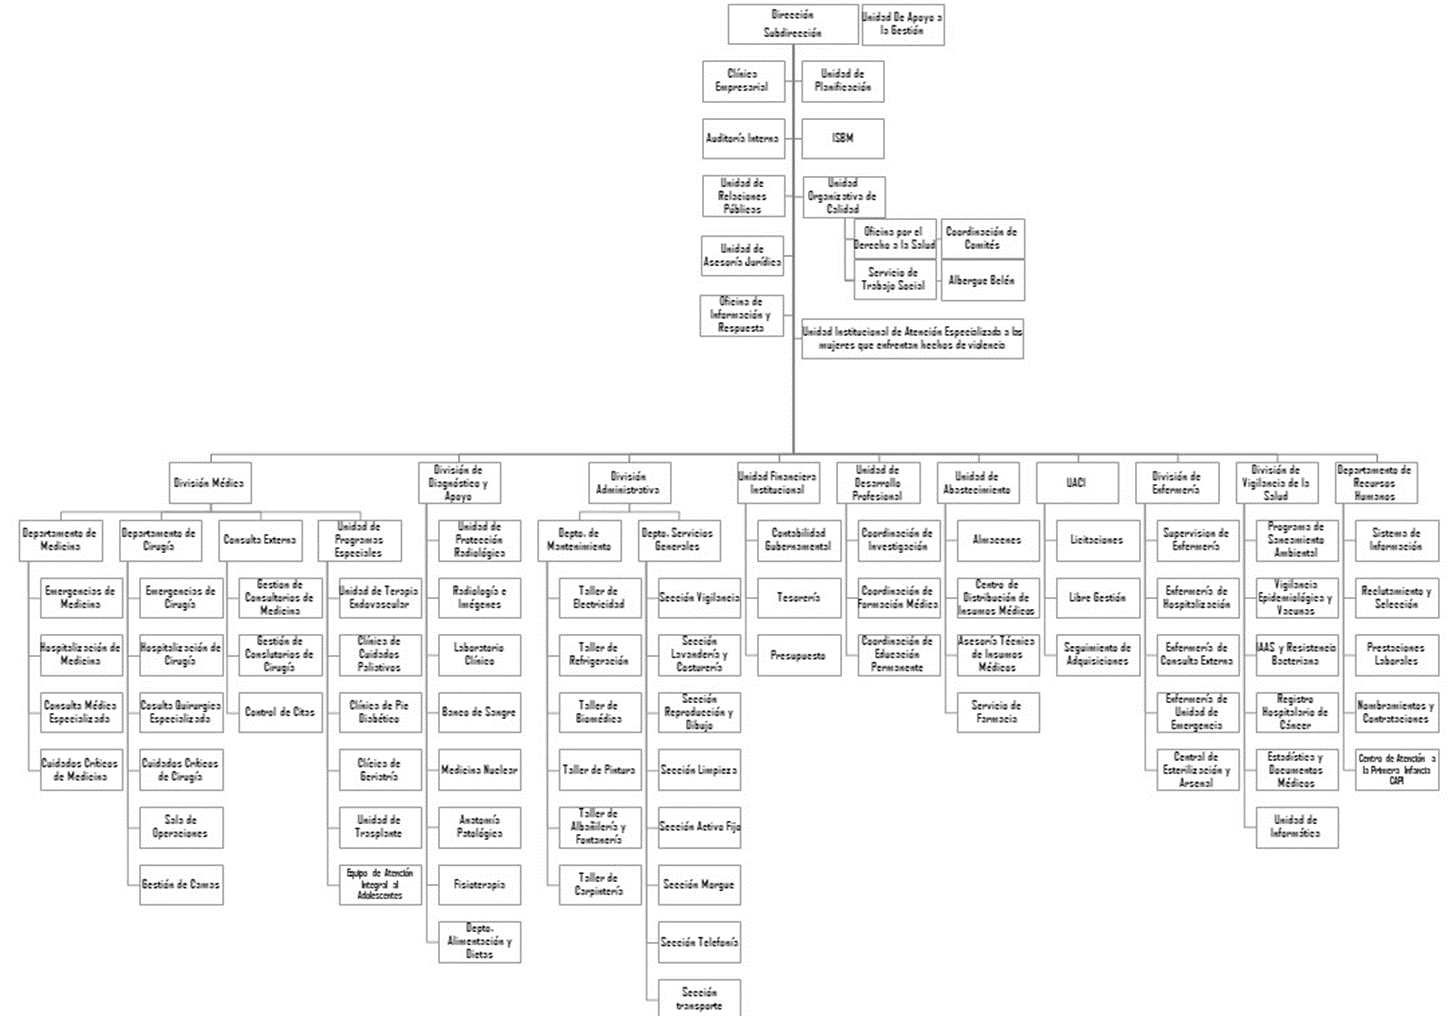 Dirección
Subdirección
Unidad De Apoyo a
la Gestión
Clínica
Empresarial
Unidad de
Planificación
Auditoría Interna
ISBM
Unidad de
Relaciones
Públicas
Unidad
Organizativa de
Calidad
Oficina por el
Derecho a la Salud
Coordinación de
Comités
Unidad de
Asesoría Jurídica
Servicio de
Trabajo Social
Albergue Belén
Oficina de
Información y
Respuesta
Unidad Institucional de Atención Especializada a las
mujeres que enfrentan hechos de violencia
División Médica
División de
Diagnóstico y
Apoyo
División
Administrativa
Unidad Financiera
Institucional
Unidad de
Desarrollo
Profesional
Unidad de
Abastecimiento
UACI
División de
Enfermería
División de
Vigilancia de la
Salud
Departamento de
Recursos
Humanos
Departamento de
Medicina
Departamento de
Cirugía
Consulta Externa
Unidad de
Programas
Especiales
Unidad de
Protección
Radiológica
Depto. de
Mantenimiento
Depto. Servicios
Generales
Contabilidad
Gubernamental
Coordinación de
Investigación
Almacenes
Licitaciones
Supervision de
Enfermería
Programa de
Saneamiento
Ambiental
Sistema de
Información
Emergencias de
Medicina
Emergencias de
Cirugía
Gestion de
Consultorios de
Medicina
Unidad de Terapia
Endovascular
Radiología e
Imégenes
Taller de
Electricidad
Sección Vigilancia
Tesorería
Coordinación de
Formación Médica
Centro de
Distribución de
Insumos Médicos
Libre Gestión
Enfermería de
Hospitalización
Vigilancia
Epidemiológica y
Vacunas
Reclutamiento y
Selección
Hospitalización de
Medicina
Hospitalización de
Cirugía
Gestión de
Conslutorios de
Cirugía
Clínica de
Cuidados
Paliativos
Laboratorio
Clínico
Taller de
Refrigeración
Sección
Lavandería y
Costurería
Presupuesto
Coordinación de
Educación
Permanente
Asesoría Técnica
de Insumos
Médicos
Seguimiento de
Adquisiciones
Enfermería de
Consulta Externa
IAAS y Resistencia
Bacteriana
Prestaciones
Laborales
Consulta Médica
Especializada
Cosulta Quirurgica
Especializada
Control de Citas
Clínica de Pie
Diabético
Banco de Sangre
Taller de
Biomédica
Sección
Reproducción y
Dibujo
Servicio de
Farmacia
Enfermería de
Unidad de
Emergencia
Registro
Hospitalario de
Cáncer
Nombramientos y
Contrataciones
Cuidados Críticos
de Medicina
Cuidados Críticos
de Cirugía
Clícica de
Geriatría
Medicina Nuclear
Taller de Pintura
Sección Limpieza
Central de
Esterilización y
Arsenal
Estadística y
Documentos
Médicos
Centro de Atención a
la Primera Infancia
CAPI
Sala de
Operaciones
Unidad de
Trasplante
Anatomía
Patológica
Taller de
Albañilería y
Fontanería
Sección Activo Fijo
Unidad de
Informática
Gestión de Camas
Equipo de Atención
Integral al
Adolescentes
Fisioterapia
Taller de
Carpintería
Sección Morgue
Depto.
Alimentación y
Dietas
Sección Telefonía
Sección
transporte